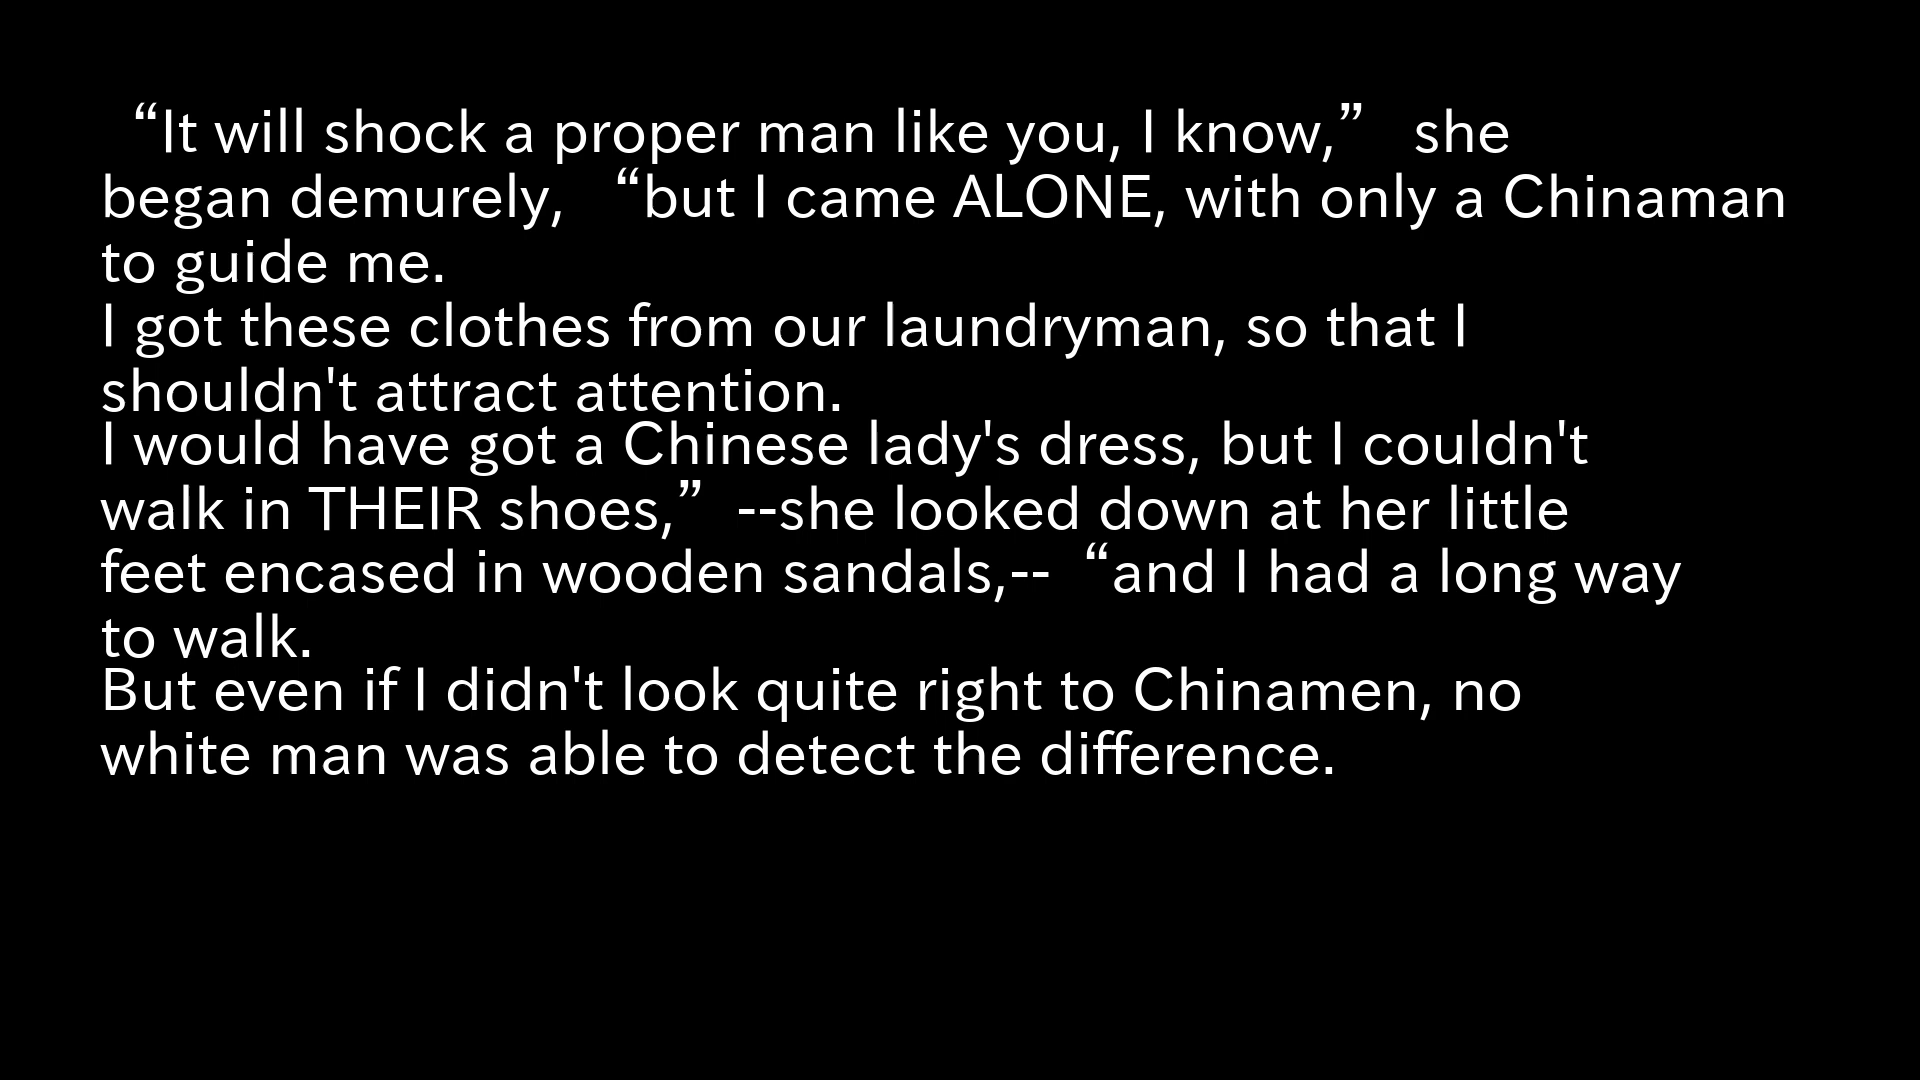 “It will shock a proper man like you, I know,” she
began demurely, “but I came ALONE, with only a Chinaman
to guide me.
I got these clothes from our laundryman, so that I
shouldn't attract attention.
I would have got a Chinese lady's dress, but I couldn't
walk in THEIR shoes,” --she looked down at her little
feet encased in wooden sandals,-- “and I had a long way
to walk.
But even if I didn't look quite right to Chinamen, no
white man was able to detect the difference.